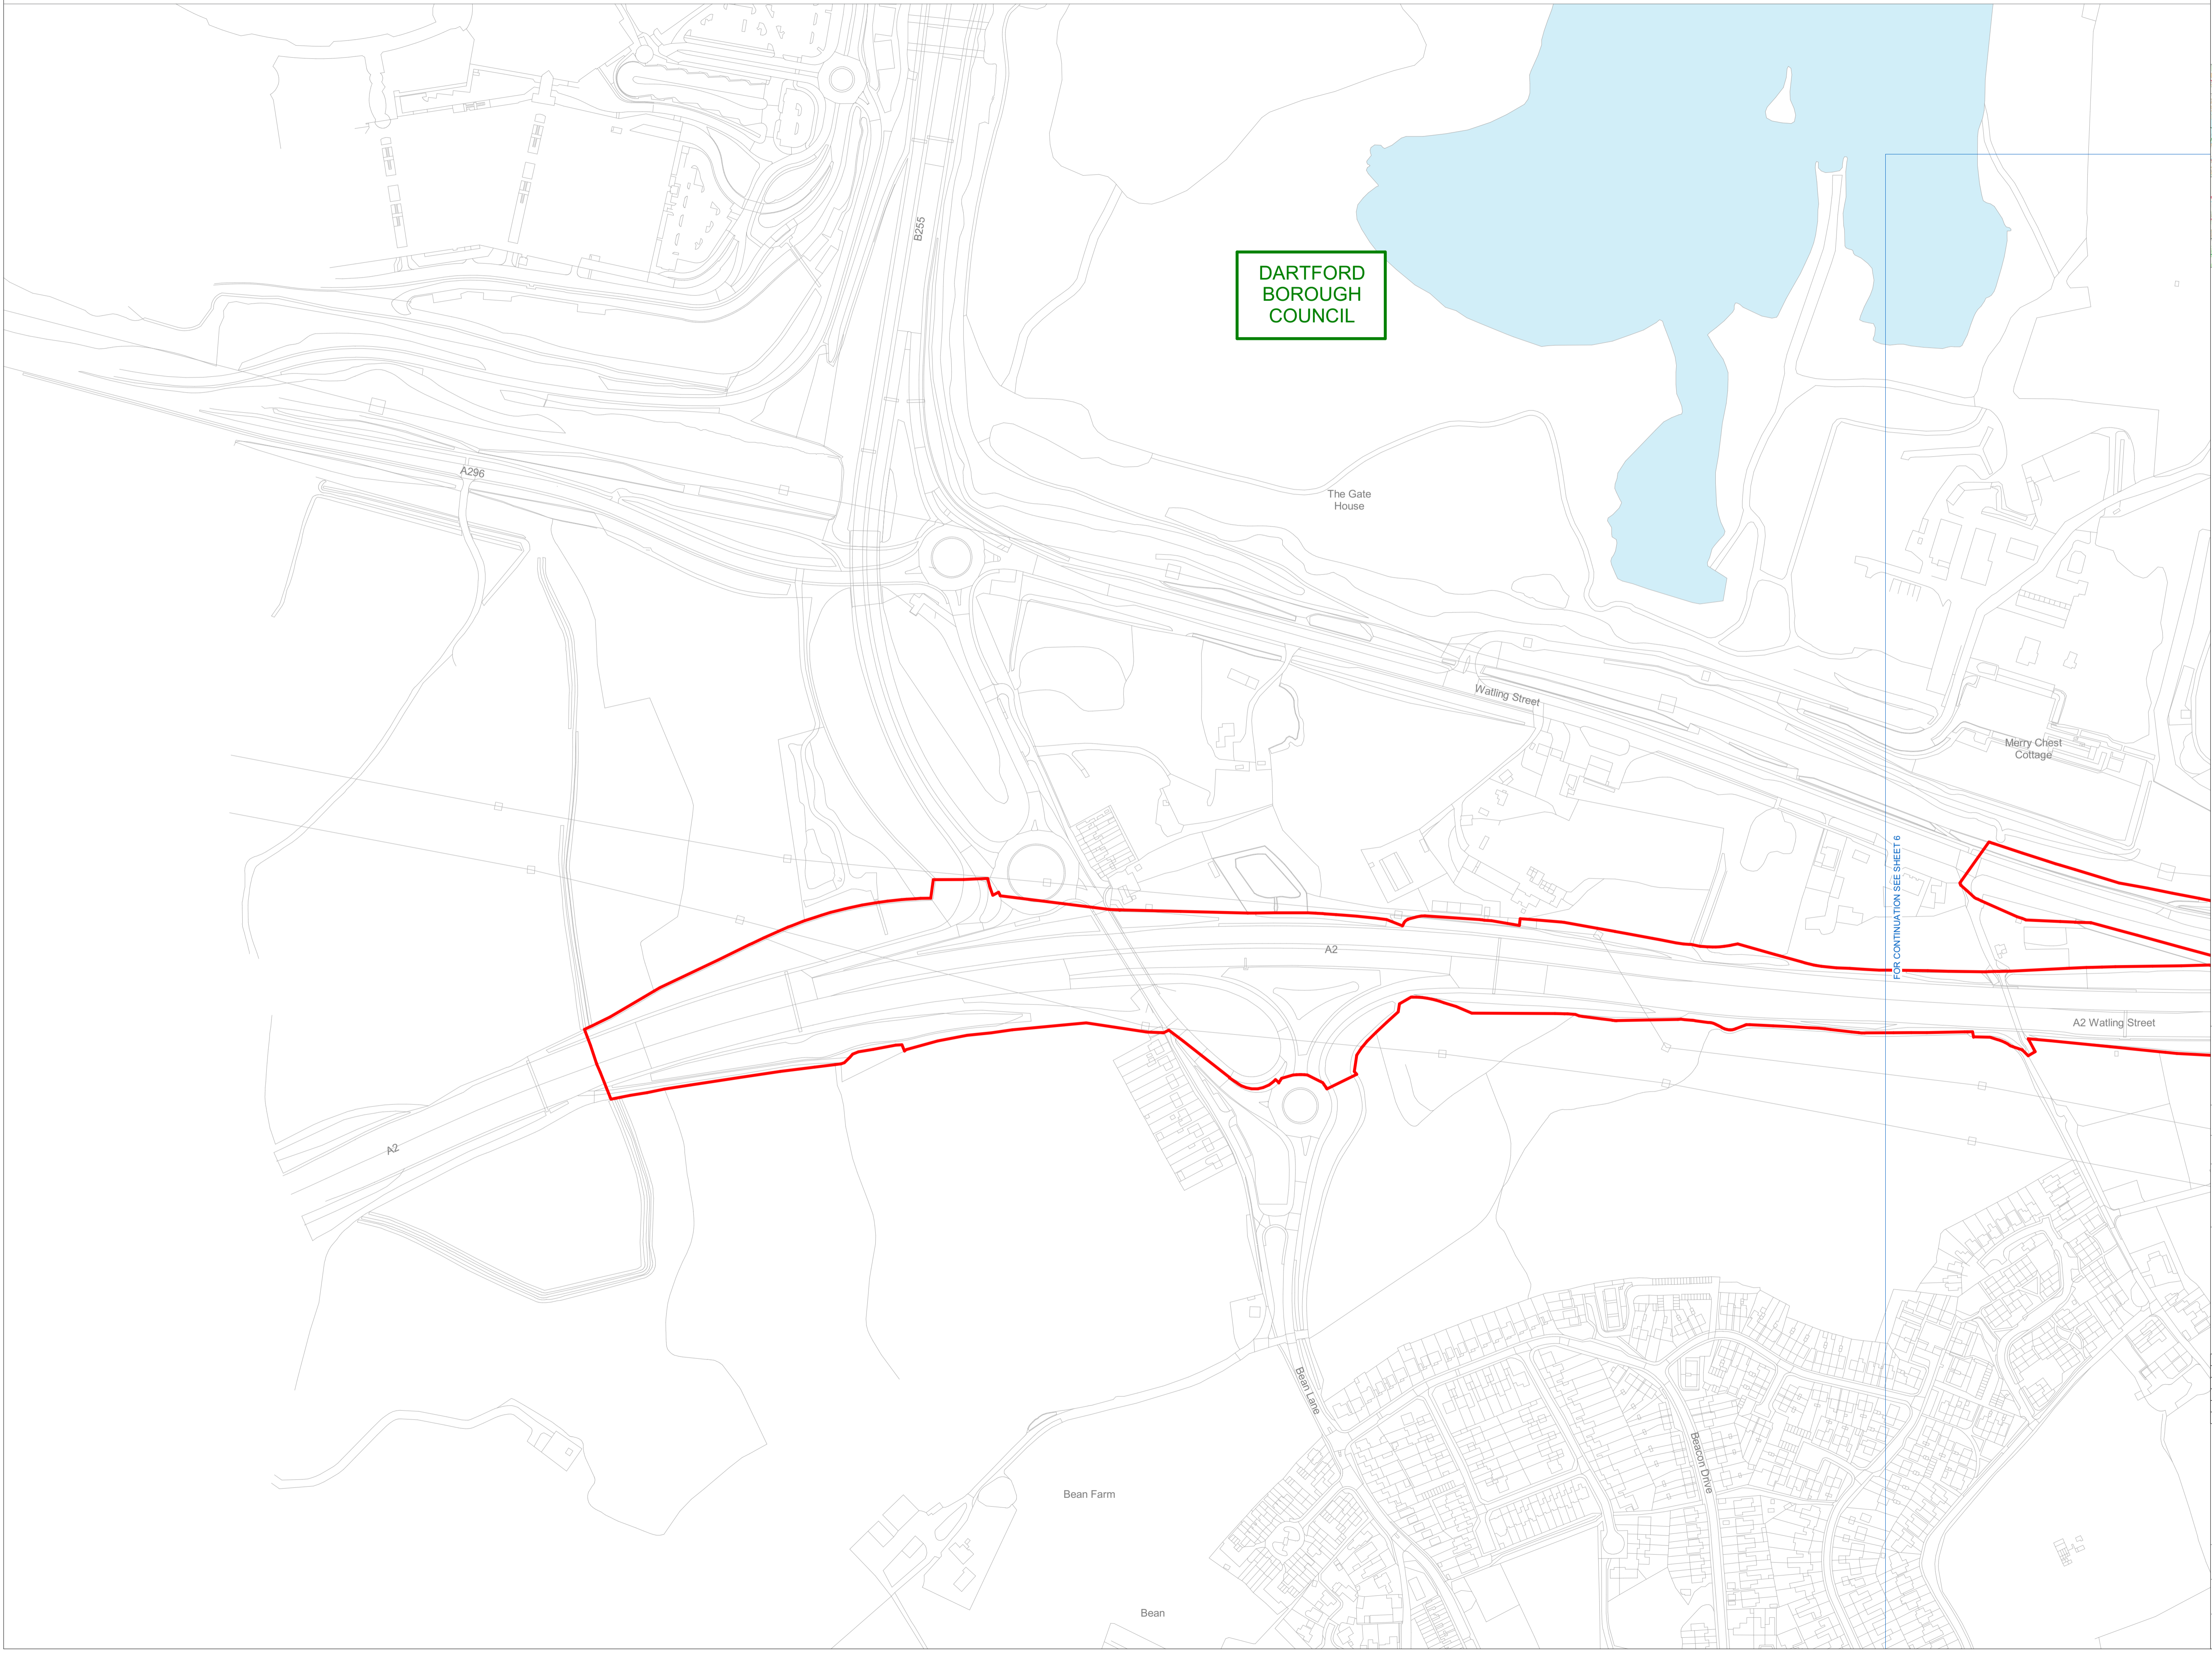 B255
DARTFORD
BOROUGH
COUNCIL
A296
The Gate
House
Watling Street
Merry Chest
Cottage
FOR CONTINUATION SEE SHEET 6
A2
A2 Watling Street
A2
Bean Lane
Beacon Drive
Bean Farm
Bean